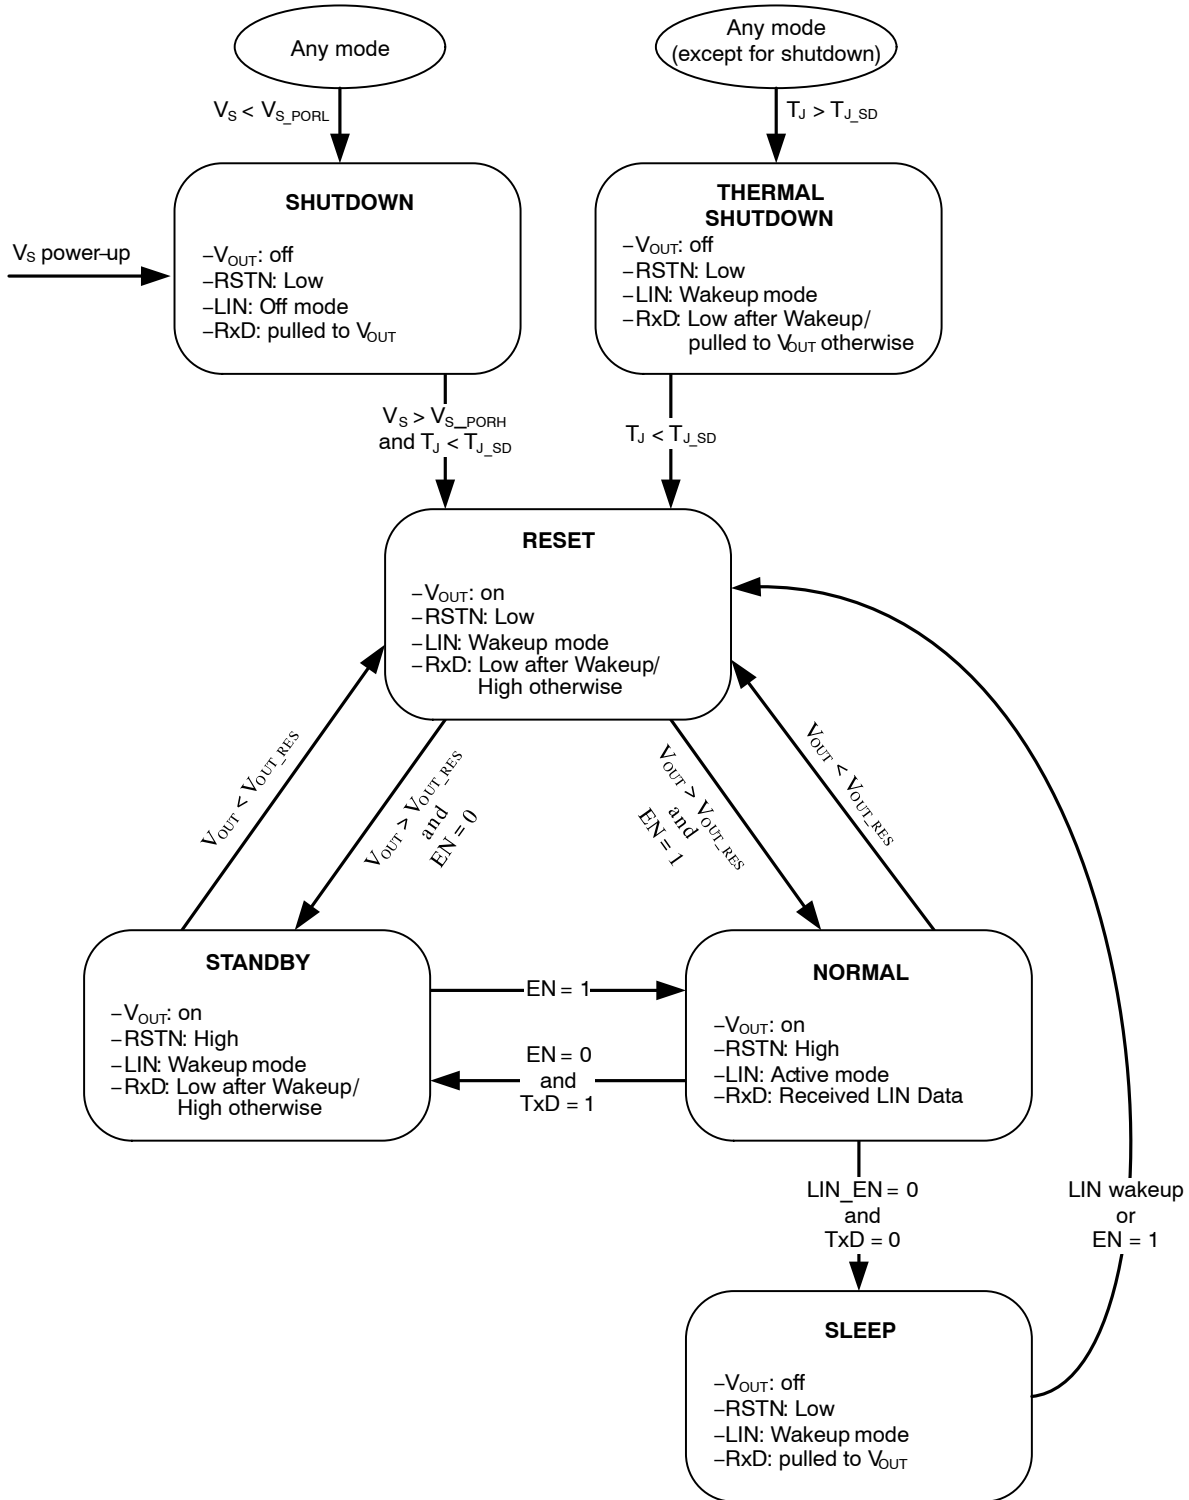 Any mode
Any mode
(except for shutdown)
V_S < V_S_PORL
T_J > T_J_SD
V_S power-up
SHUTDOWN
–V_OUT: off
–RSTN: Low
–LIN: Off mode
–RxD: pulled to V_OUT
THERMAL
SHUTDOWN
–V_OUT: off
–RSTN: Low
–LIN: Wakeup mode
–RxD: Low after Wakeup/
pulled to V_OUT otherwise
V_S > V_S_PORH
and T_J < T_J_SD
T_J < T_J_SD
RESET
–V_OUT: on
–RSTN: Low
–LIN: Wakeup mode
–RxD: Low after Wakeup/
High otherwise
V_OUT < V_OUT_RES
V_OUT > V_OUT_RES
and
EN = 0
V_OUT > V_OUT_RES
and
EN = 1
V_OUT < V_OUT_RES
STANDBY
–V_OUT: on
–RSTN: High
–LIN: Wakeup mode
–RxD: Low after Wakeup/
High otherwise
EN = 1
EN = 0
and
TxD = 1
NORMAL
–V_OUT: on
–RSTN: High
–LIN: Active mode
–RxD: Received LIN Data
LIN_EN = 0
and
TxD = 0
LIN wakeup
or
EN = 1
SLEEP
–V_OUT: off
–RSTN: Low
–LIN: Wakeup mode
–RxD: pulled to V_OUT